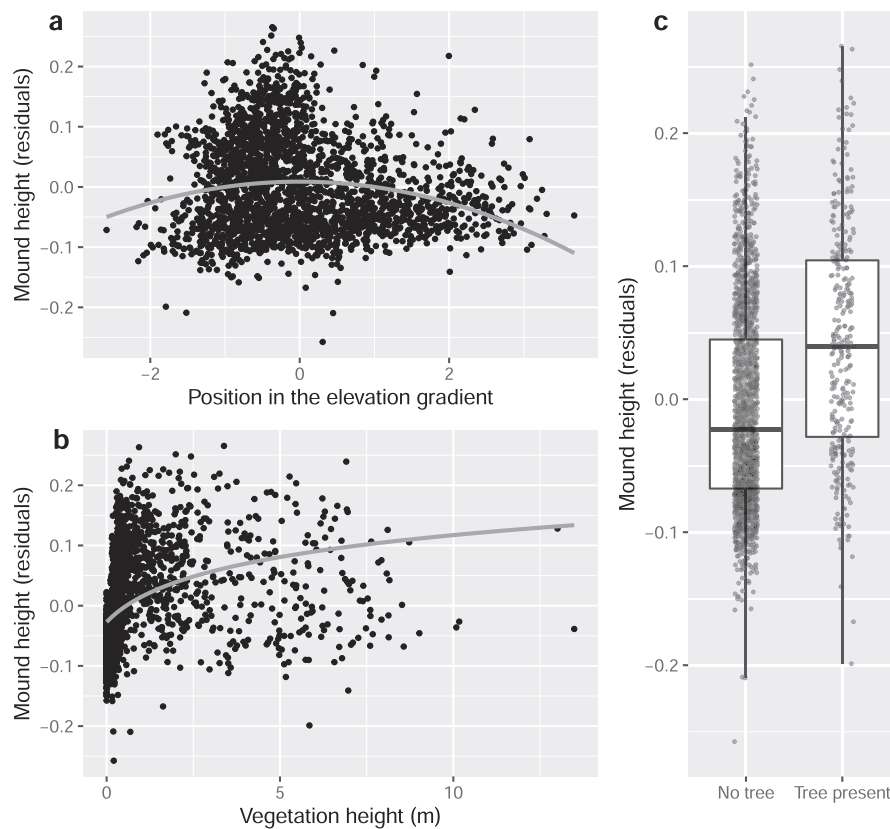 a
Mound height (residuals)
0.2
0.1
0.0
−0.1
−0.2
−2
0
2
Position in the elevation gradient
b
Mound height (residuals)
0.2
0.1
0.0
−0.1
−0.2
0
5
10
Vegetation height (m)
c
Mound height (residuals)
0.2
0.1
0.0
−0.1
−0.2
No tree
Tree present